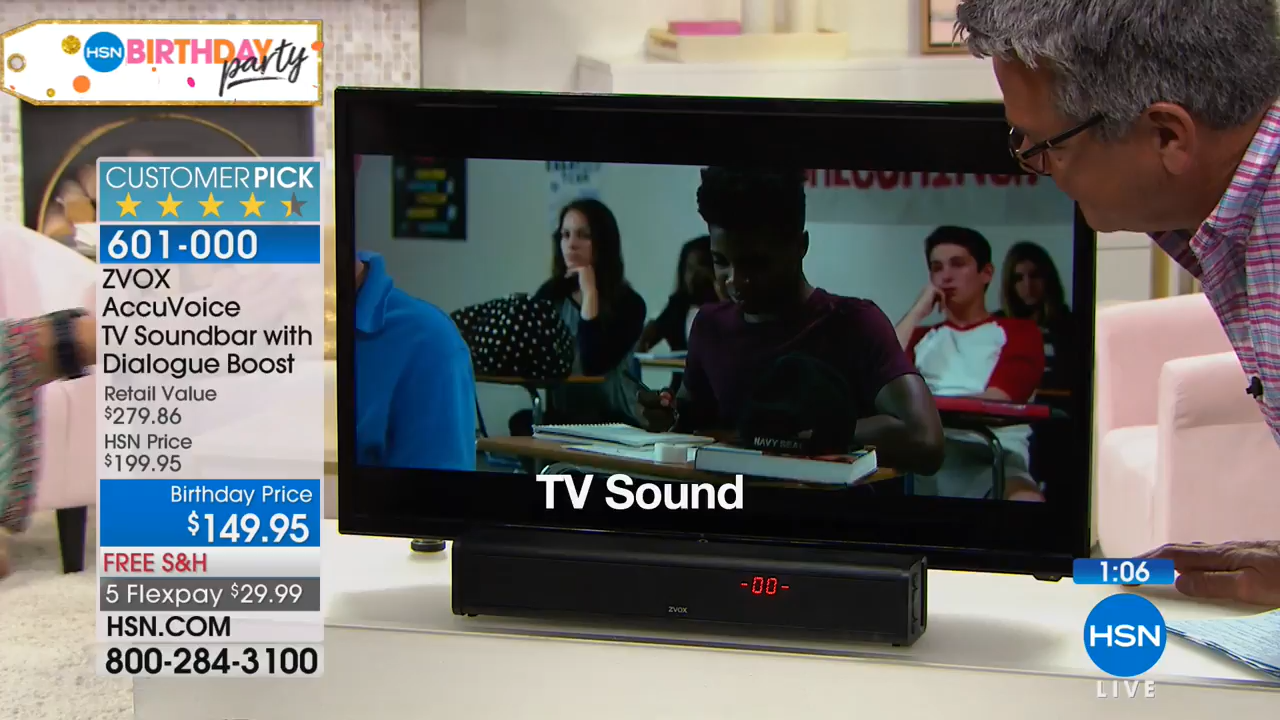 HSN BIRTHDAY
party
CUSTOMER PICK
601-000
ZVOX
AccuVoice
TV Soundbar with
Dialogue Boost
Retail Value
$279.86
HSN Price
$199.95
Birthday Price
$149.95
FREE S&H
5 Flexpay $29.99
HSN.COM
800-284-3100
NAVY SEAL
TV Sound
-00-
ZVOX
1:06
HSN
LIVE